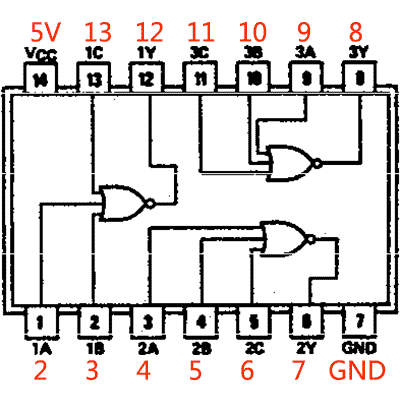 5V 13 12 11 10 9 8
VCC 1C 1Y 3C 3B 3A 3Y
14 13 12 11 10 9 8
1 2 3 4 5 6 7
1A 1B 2A 2B 2C 2Y GND
2 3 4 5 6 7 GND